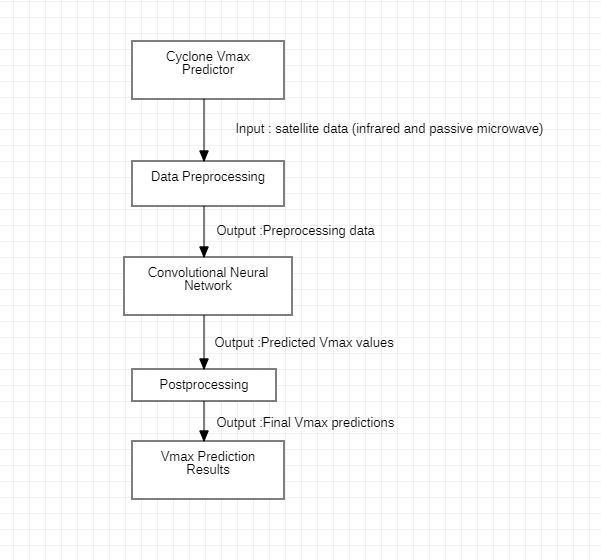 Cyclone Vmax
Predictor
Input : satellite data (infrared and passive microwave)
Data Preprocessing
Output :Preprocessing data
Convolutional Neural
Network
Output :Predicted Vmax values
Postprocessing
Output :Final Vmax predictions
Vmax Prediction
Results